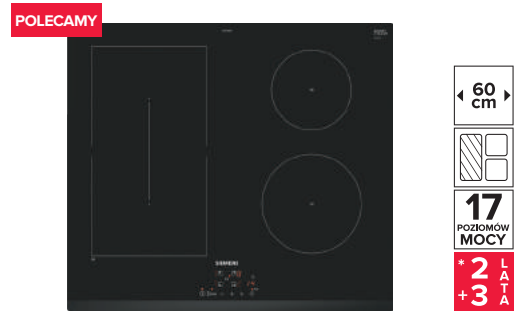 POLECAMY
SIEMENS
60
cm
17
POZIOMÓW
MOCY
* 2
+ 3
LATA